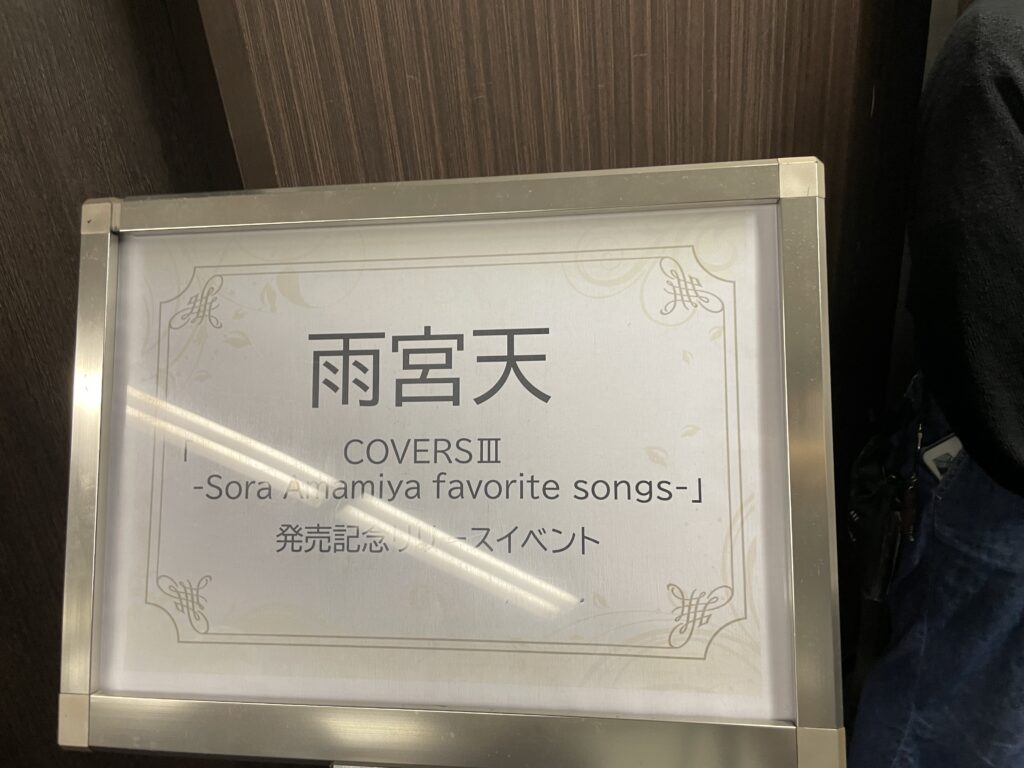 雨宮天
「 COVERSⅢ
-Sora Amamiya favorite songs-」
発売記念リリースイベント